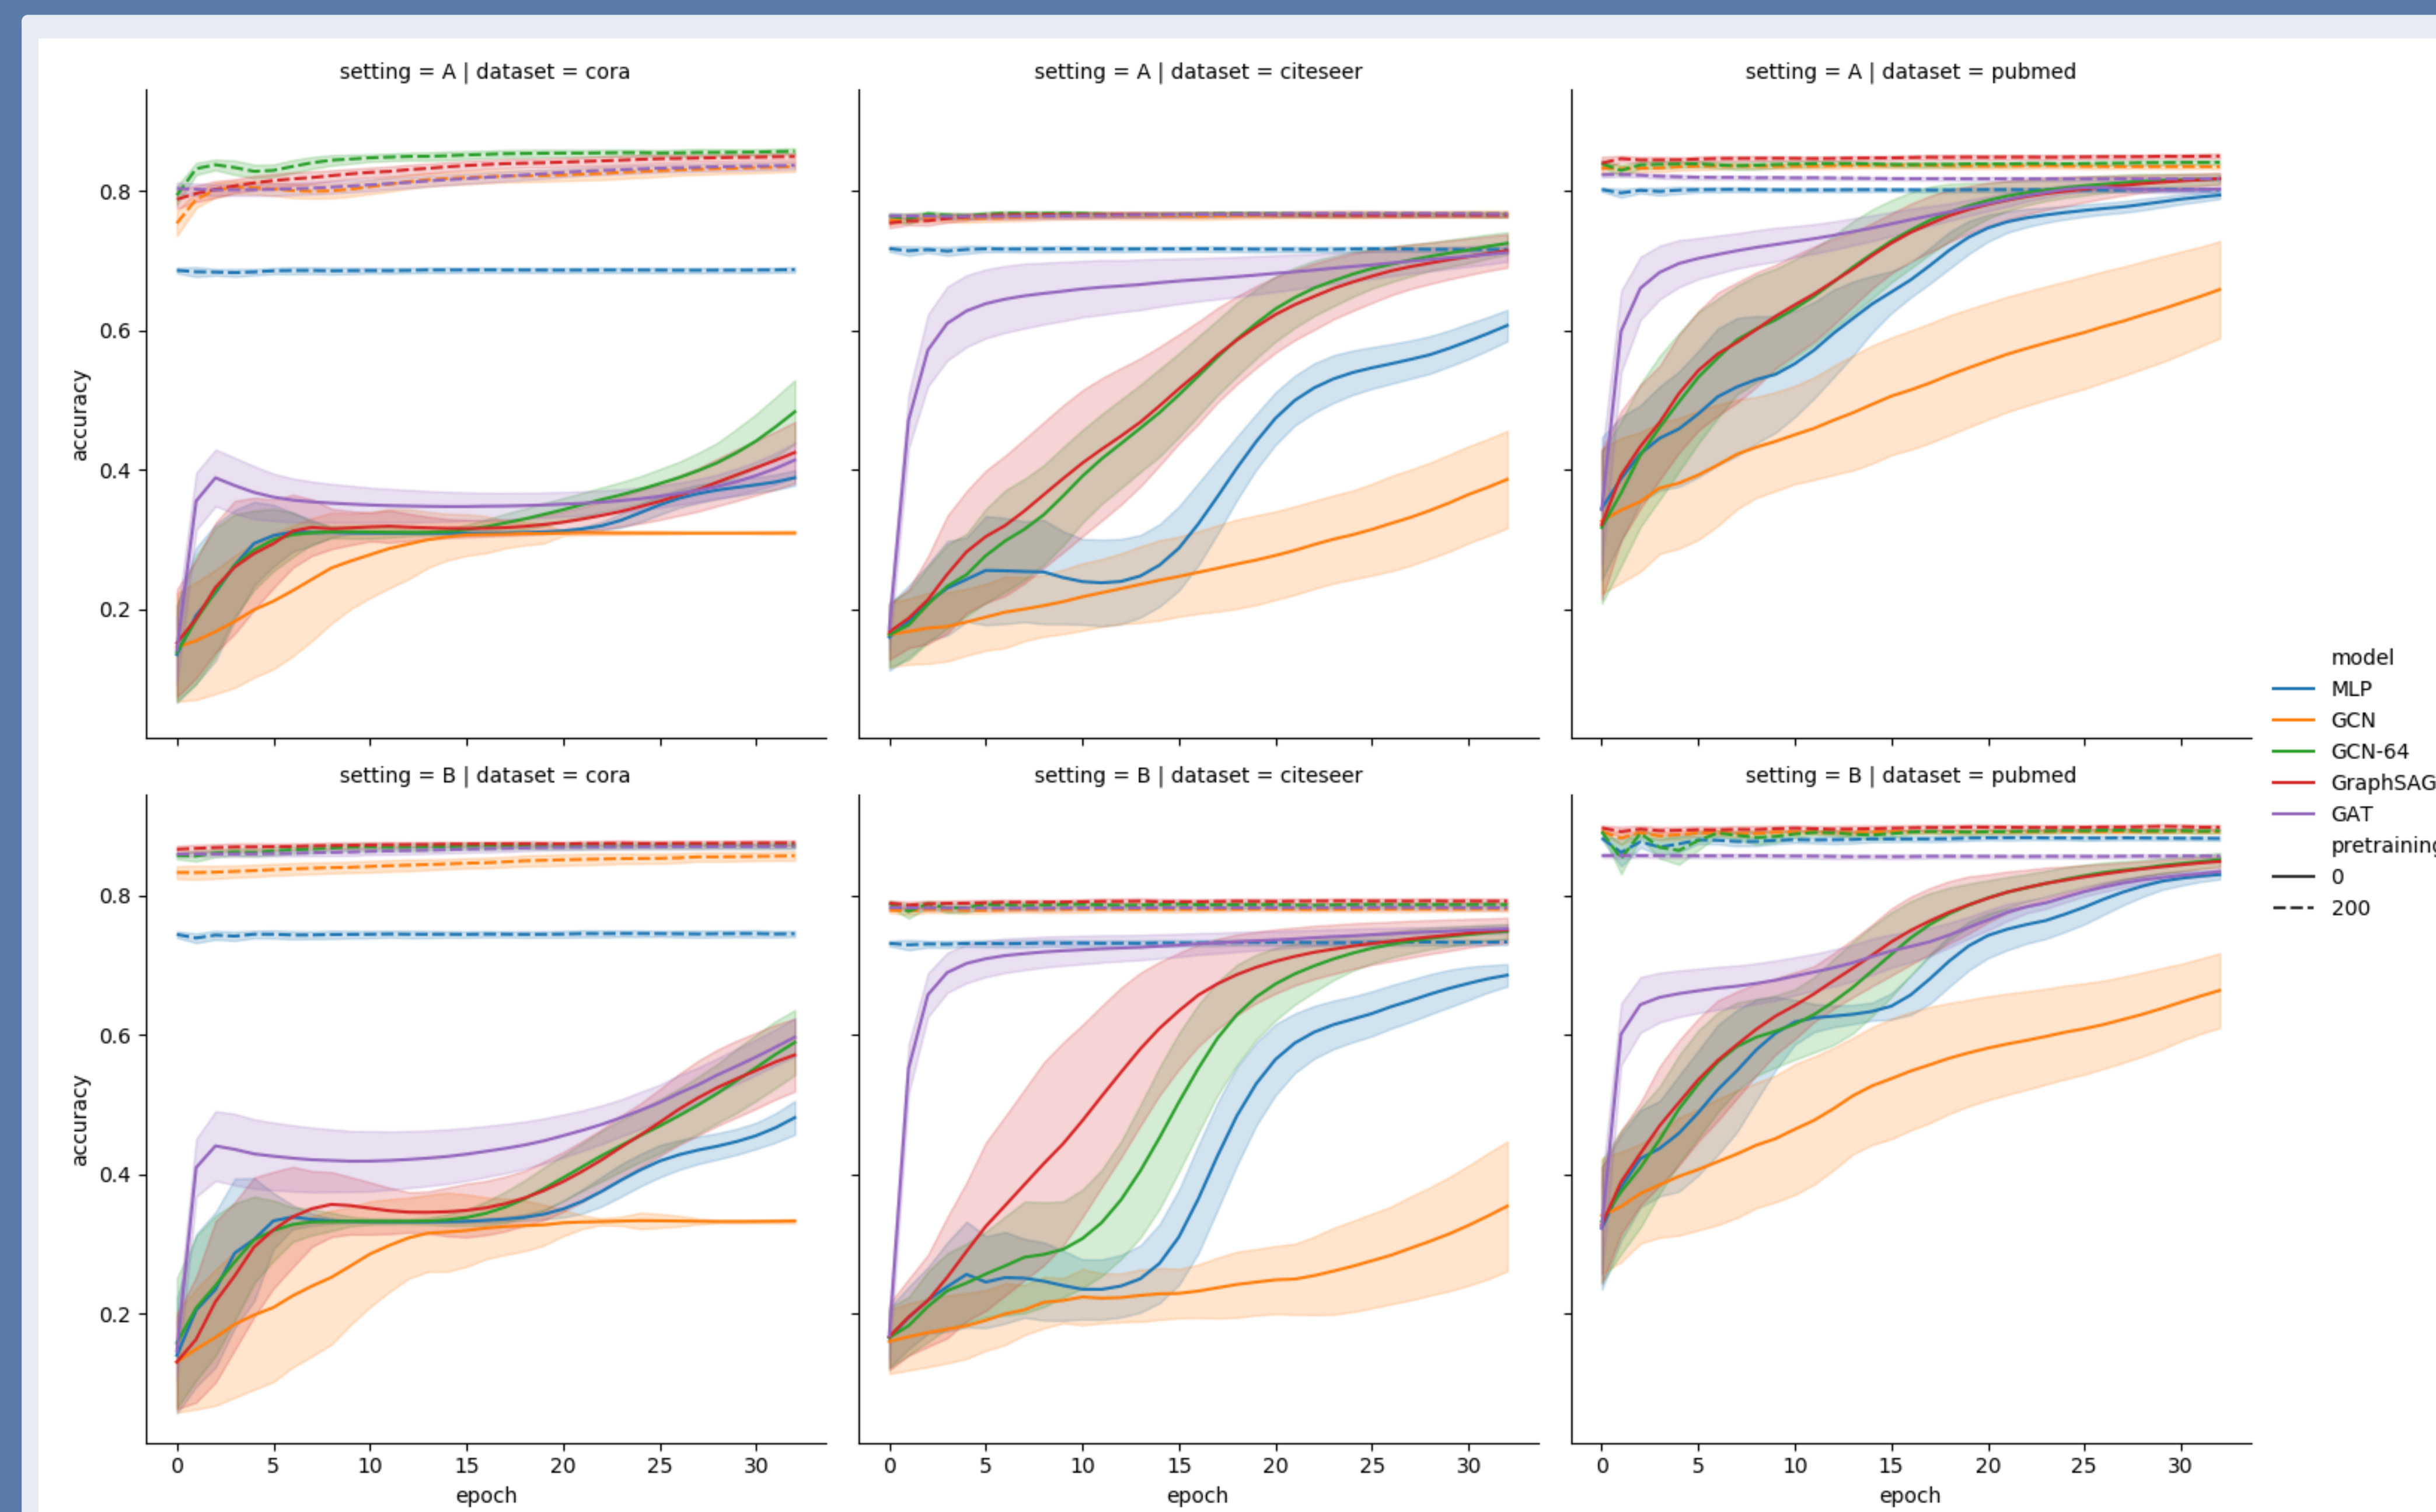 setting = A | dataset = cora
setting = A | dataset = citeseer
setting = A | dataset = pubmed
accuracy
0.8
0.6
0.4
0.2
setting = B | dataset = cora
setting = B | dataset = citeseer
setting = B | dataset = pubmed
accuracy
0.8
0.6
0.4
0.2
0 5 10 15 20 25 30
0 5 10 15 20 25 30
0 5 10 15 20 25 30
epoch
epoch
epoch
model
MLP
GCN
GCN-64
GraphSAG
GAT
pretraining
0
200